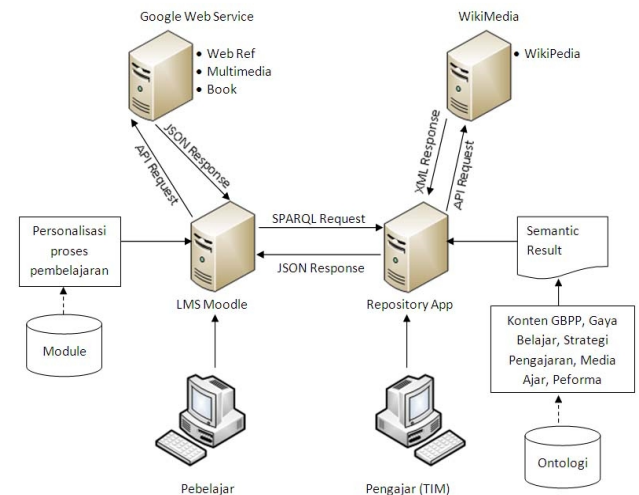 Google Web Service
• Web Ref
• Multimedia
• Book
WikiMedia
• WikiPedia
JSON Response
API Request
XML Response
API Request
Personalisasi
proses
pembelajaran
SPARQL Request
JSON Response
Semantic
Result
LMS Moodle
Repository App
Module
Konten GBPP, Gaya
Belajar, Strategi
Pengajaran, Media
Ajar, Peforma
Ontologi
Pebelajar
Pengajar (TIM)